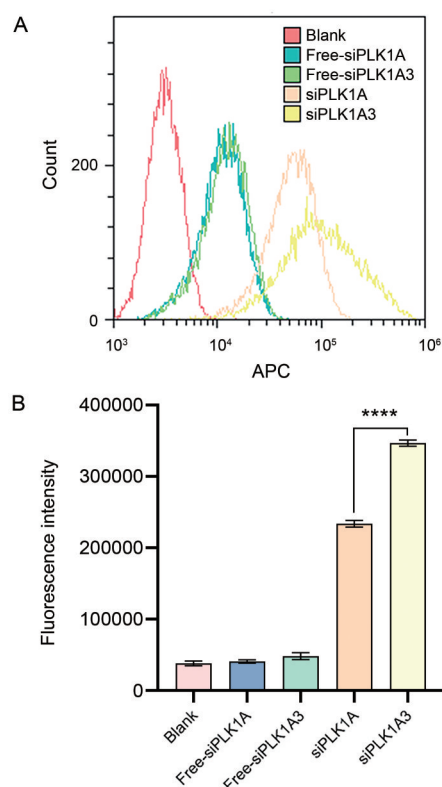 A
Blank
Free-siPLK1A
Free-siPLK1A3
siPLK1A
siPLK1A3
Count
200
0
10³ 10⁴ 10⁵ 10⁶
APC
B
Fluorescence intensity
400000
300000
200000
100000
0
****
Blank
Free-siPLK1A
Free-siPLK1A3
siPLK1A
siPLK1A3